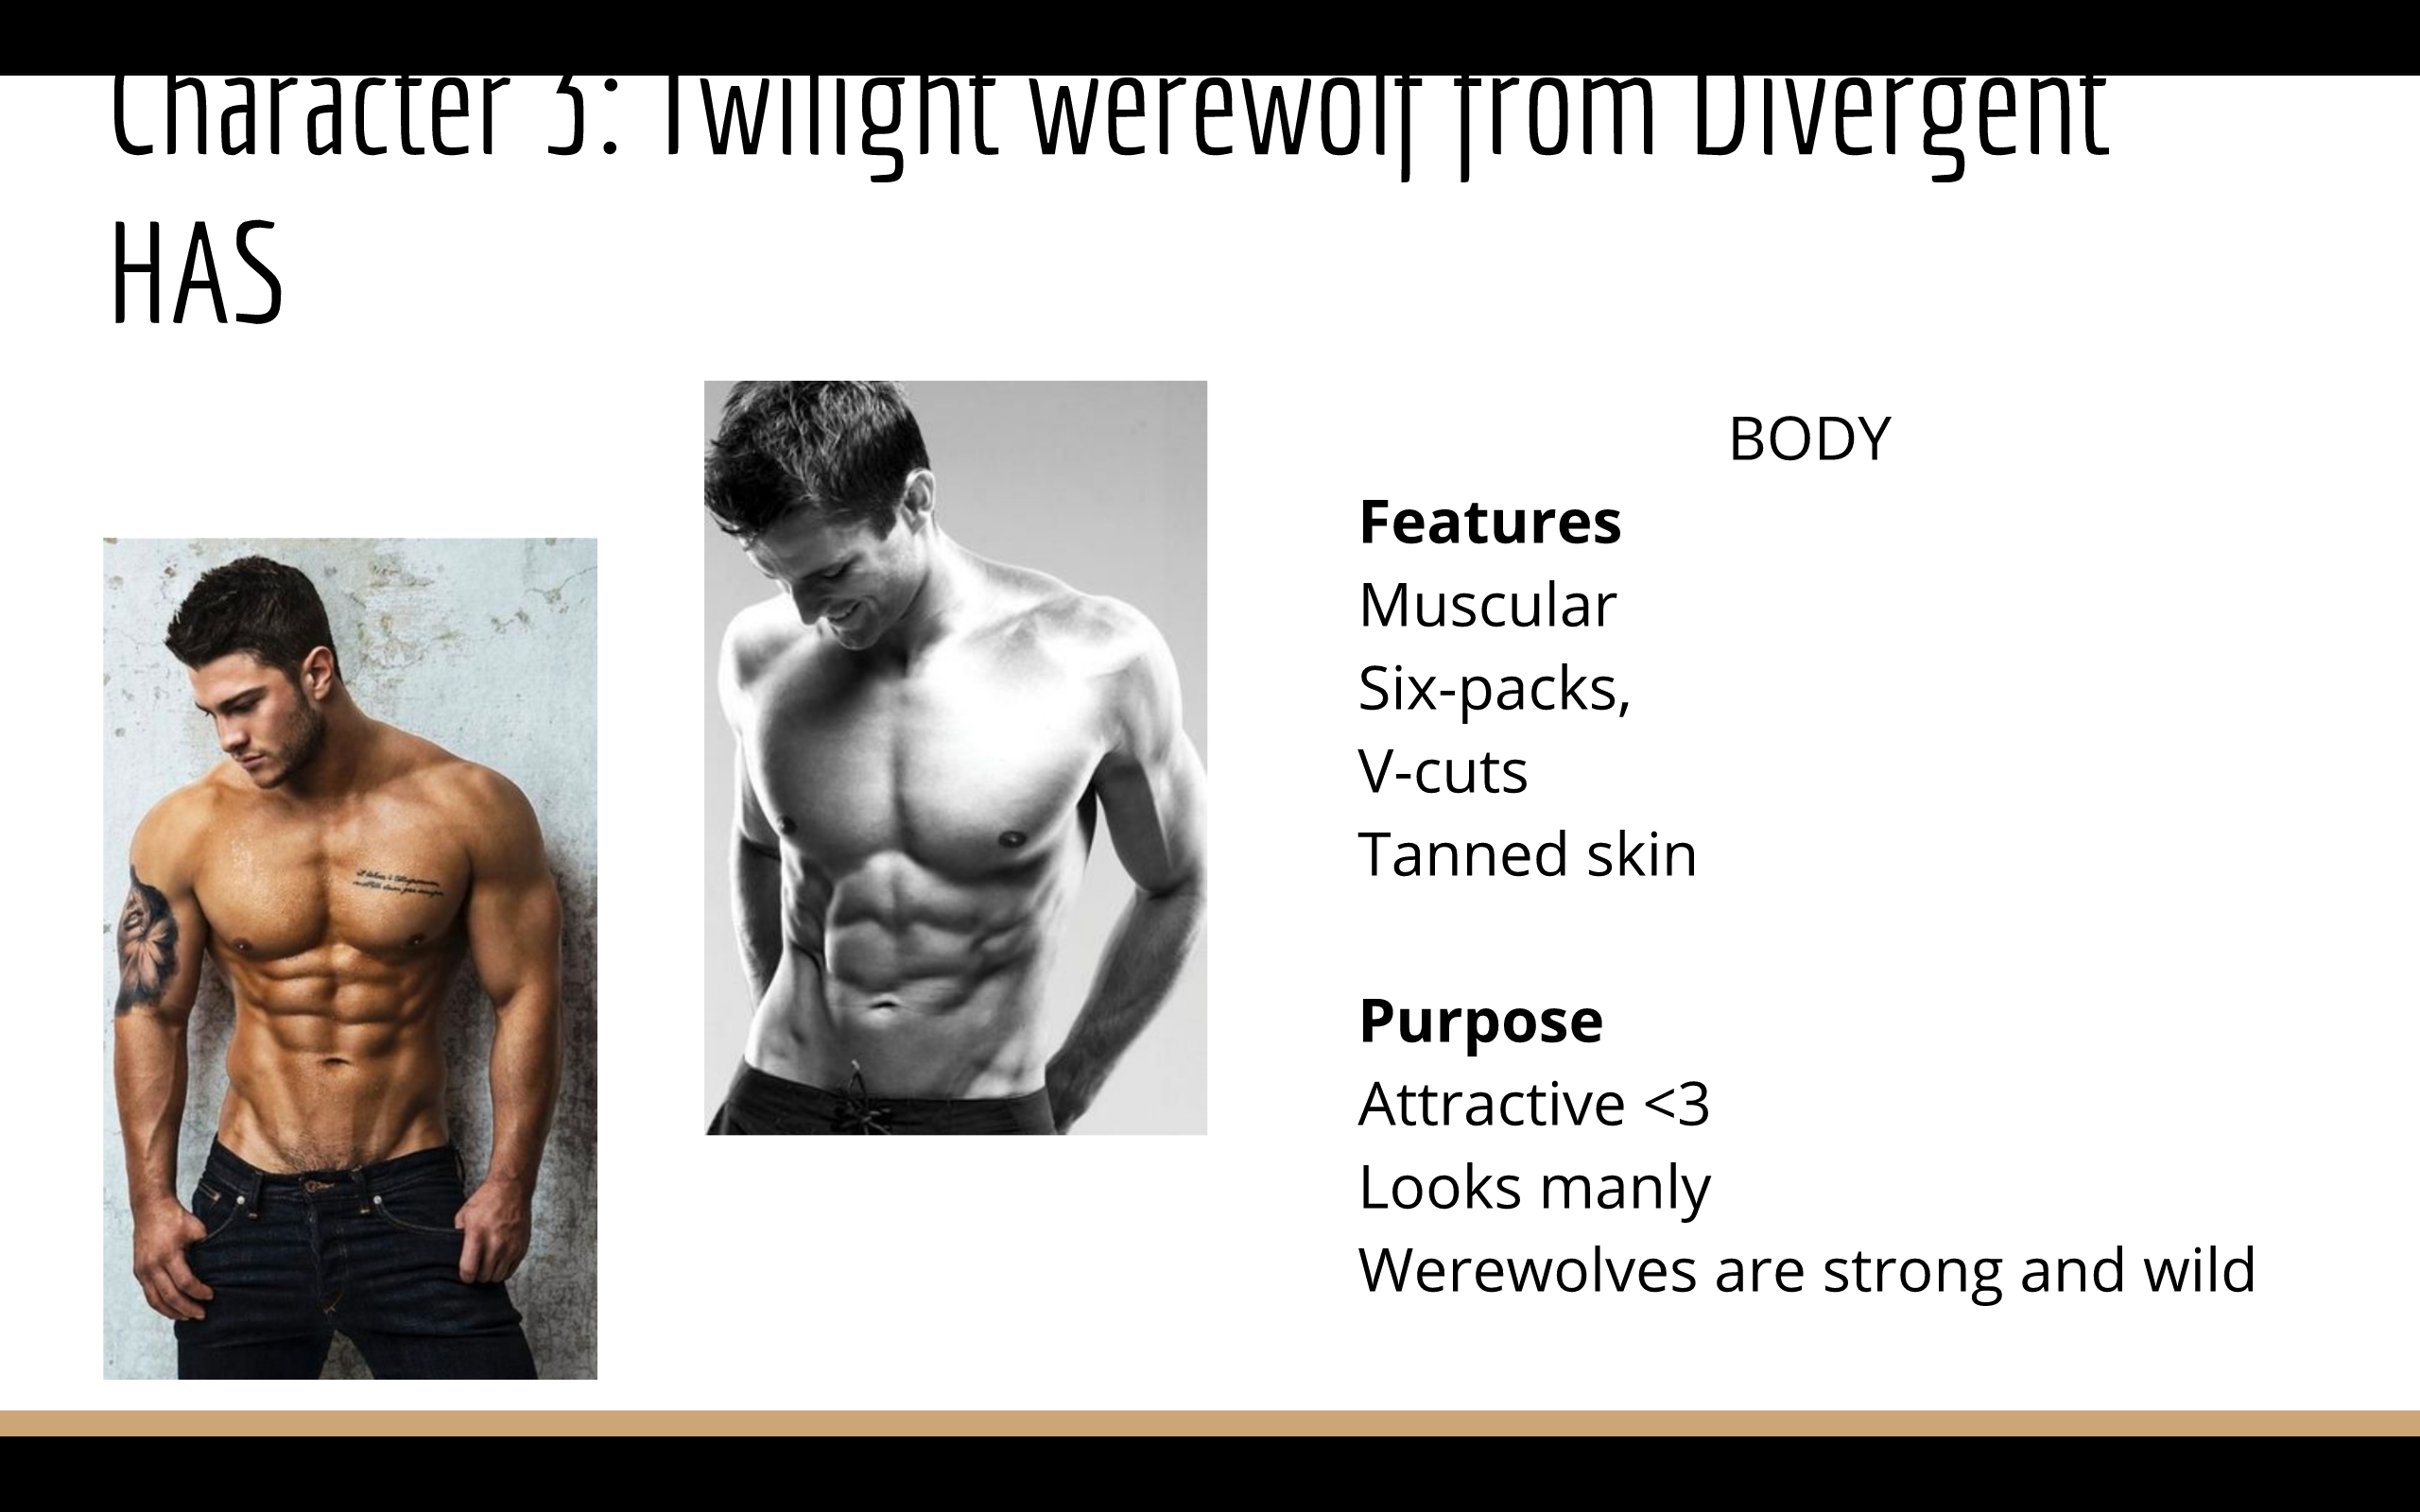 Character 3: Twilight werewolf from Divergent
HAS
BODY
Features
Muscular
Six-packs,
V-cuts
Tanned skin
Purpose
Attractive <3
Looks manly
Werewolves are strong and wild